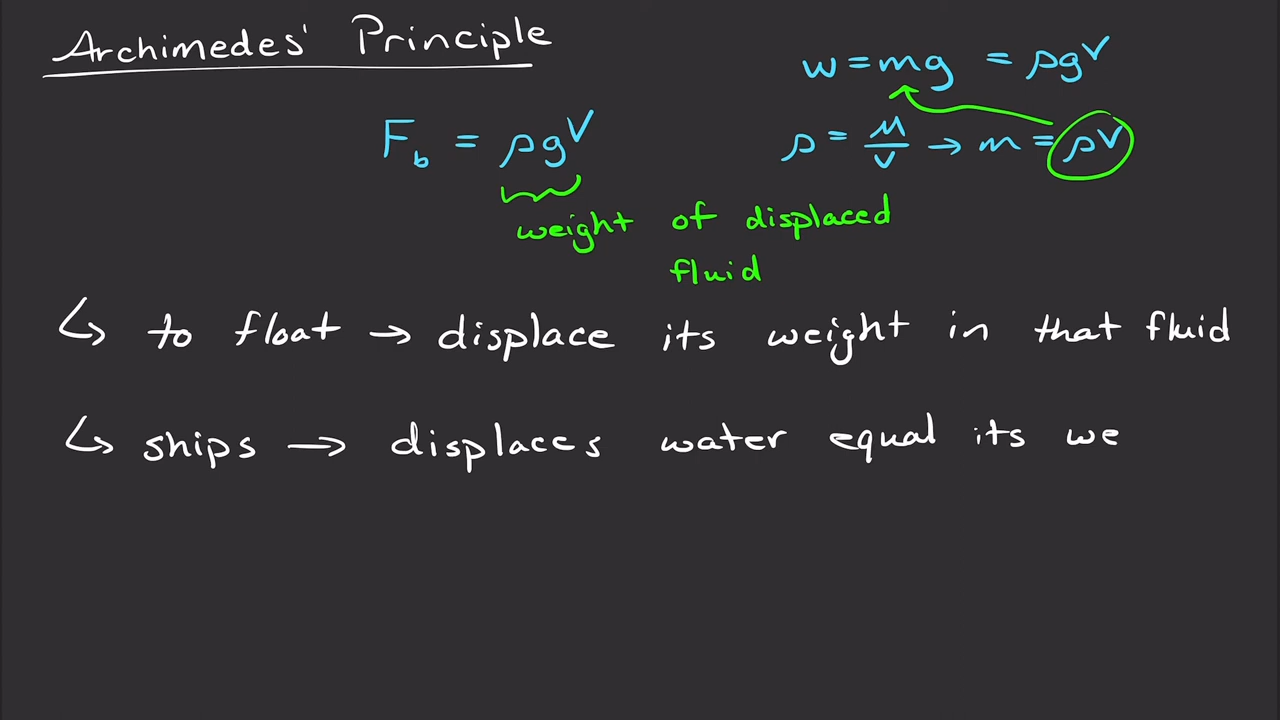 Archimedes' Principle
w = mg = ρgV
F_b = ρgV
ρ = m/V → m = ρV
weight of displaced
fluid
↳ to float → displace its weight in that fluid
↳ ships → displaces water equal its we